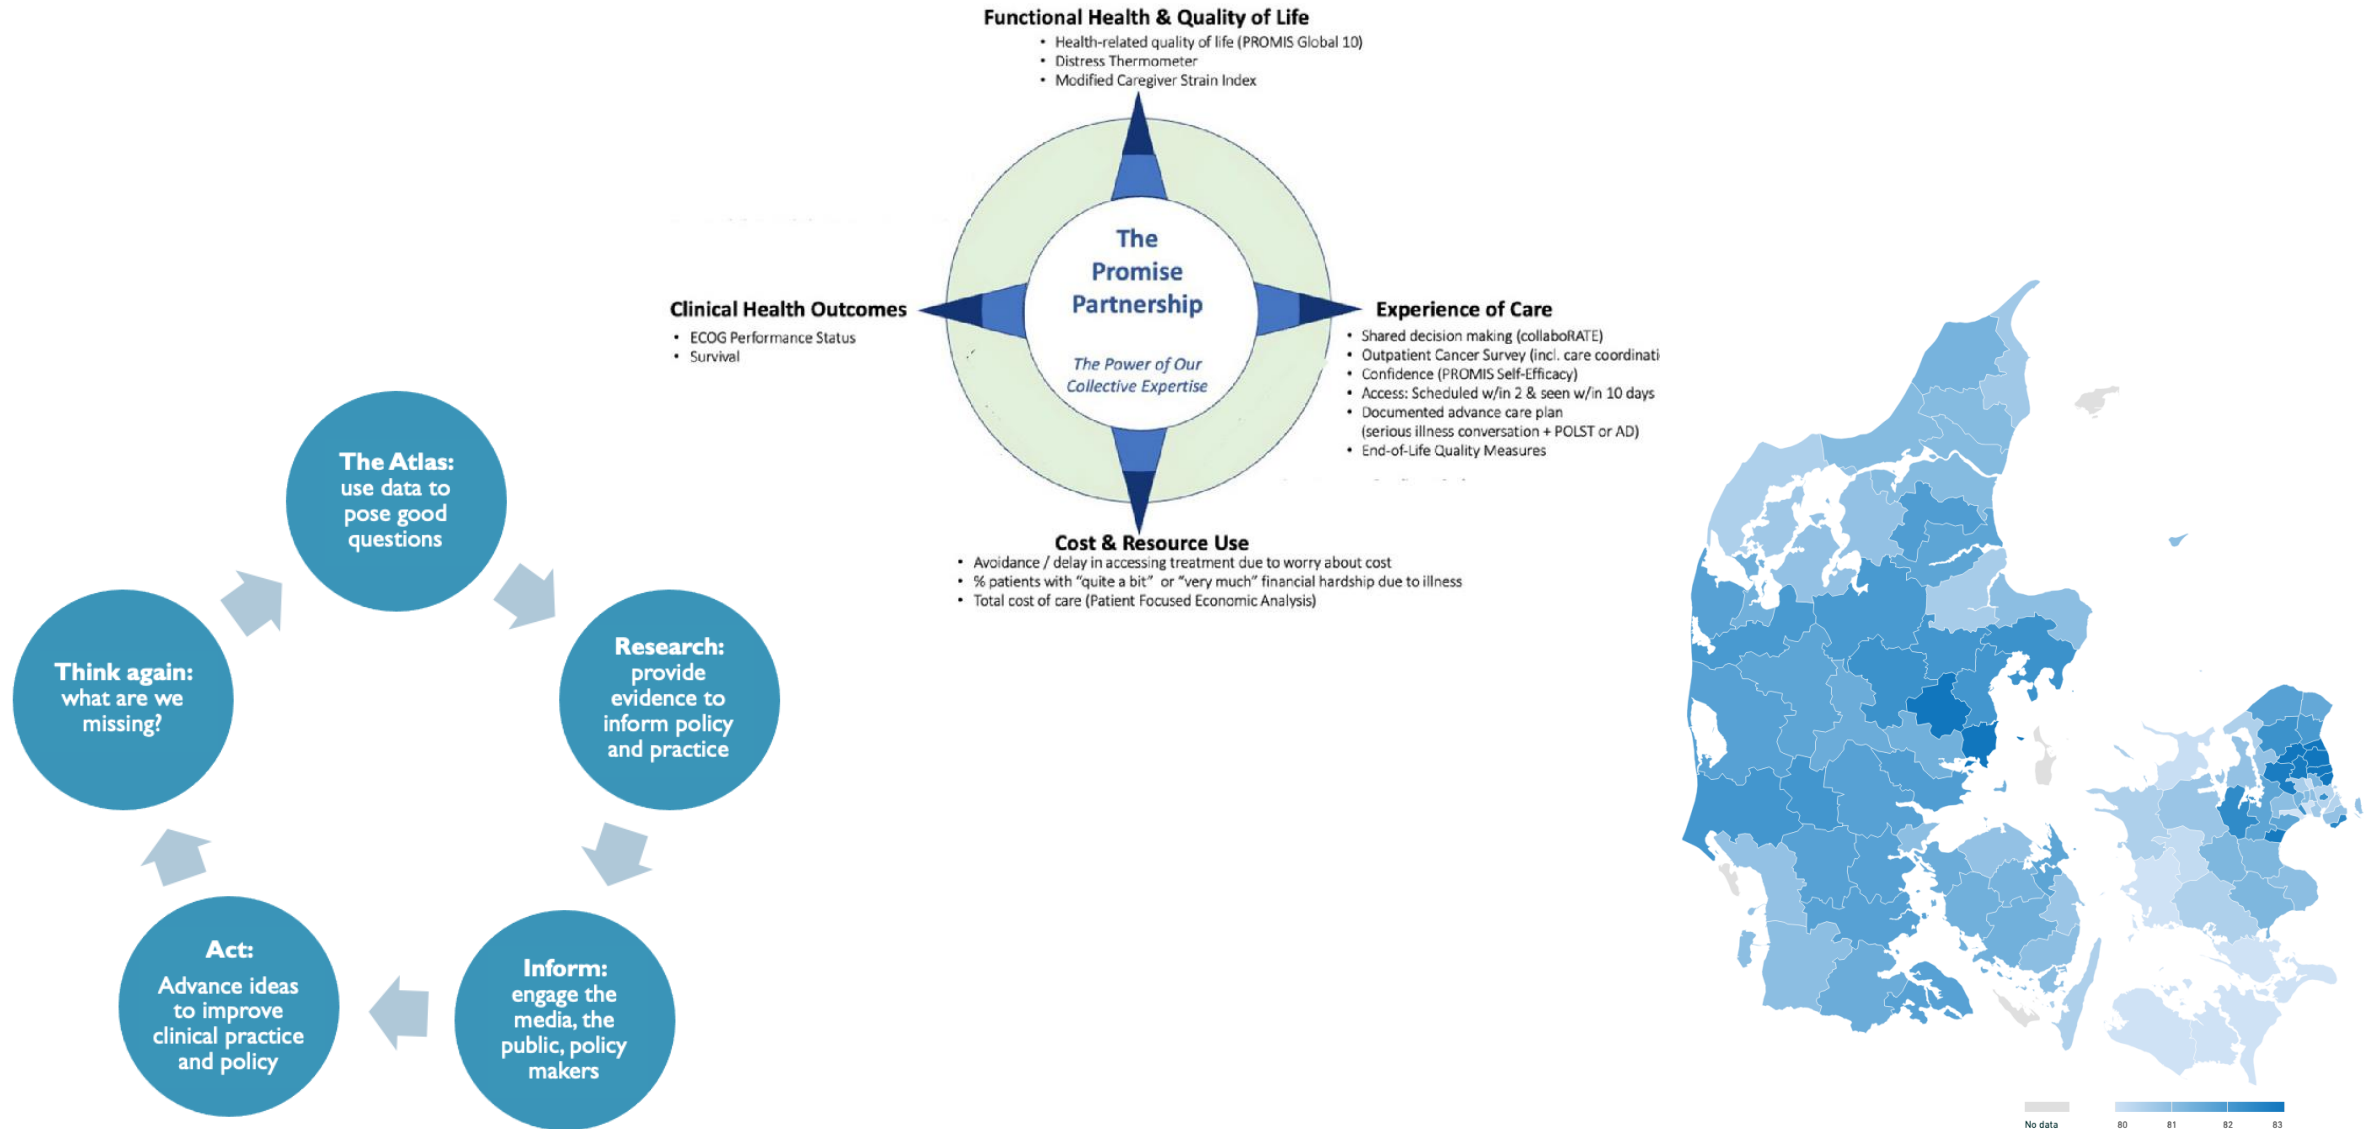 Functional Health & Quality of Life
• Health-related quality of life (PROMIS Global 10)
• Distress Thermometer
• Modified Caregiver Strain Index
The
Promise
Partnership
The Power of Our
Collective Expertise
Clinical Health Outcomes
• ECOG Performance Status
• Survival
Experience of Care
• Shared decision making (collaboRATE)
• Outpatient Cancer Survey (incl. care coordinati
• Confidence (PROMIS Self-Efficacy)
• Access: Scheduled w/in 2 & seen w/in 10 days
• Documented advance care plan
(serious illness conversation + POLST or AD)
• End-of-Life Quality Measures
Cost & Resource Use
• Avoidance / delay in accessing treatment due to worry about cost
• % patients with “quite a bit” or “very much” financial hardship due to illness
• Total cost of care (Patient Focused Economic Analysis)
The Atlas:
use data to
pose good
questions
Research:
provide
evidence to
inform policy
and practice
Inform:
engage the
media, the
public, policy
makers
Act:
Advance ideas
to improve
clinical practice
and policy
Think again:
what are we
missing?
No data
80 81 82 83